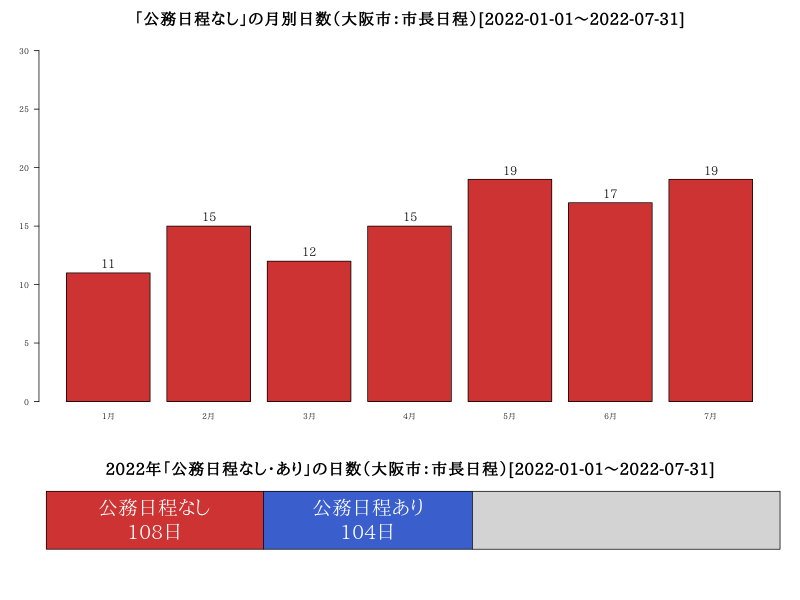 「公務日程なし」の月別日数（大阪市：市長日程）[2022-01-01～2022-07-31]
30
25
20
15
10
5
0
11
15
12
15
19
17
19
1月
2月
3月
4月
5月
6月
7月
2022年「公務日程なし・あり」の日数（大阪市：市長日程）[2022-01-01～2022-07-31]
公務日程なし
108日
公務日程あり
104日